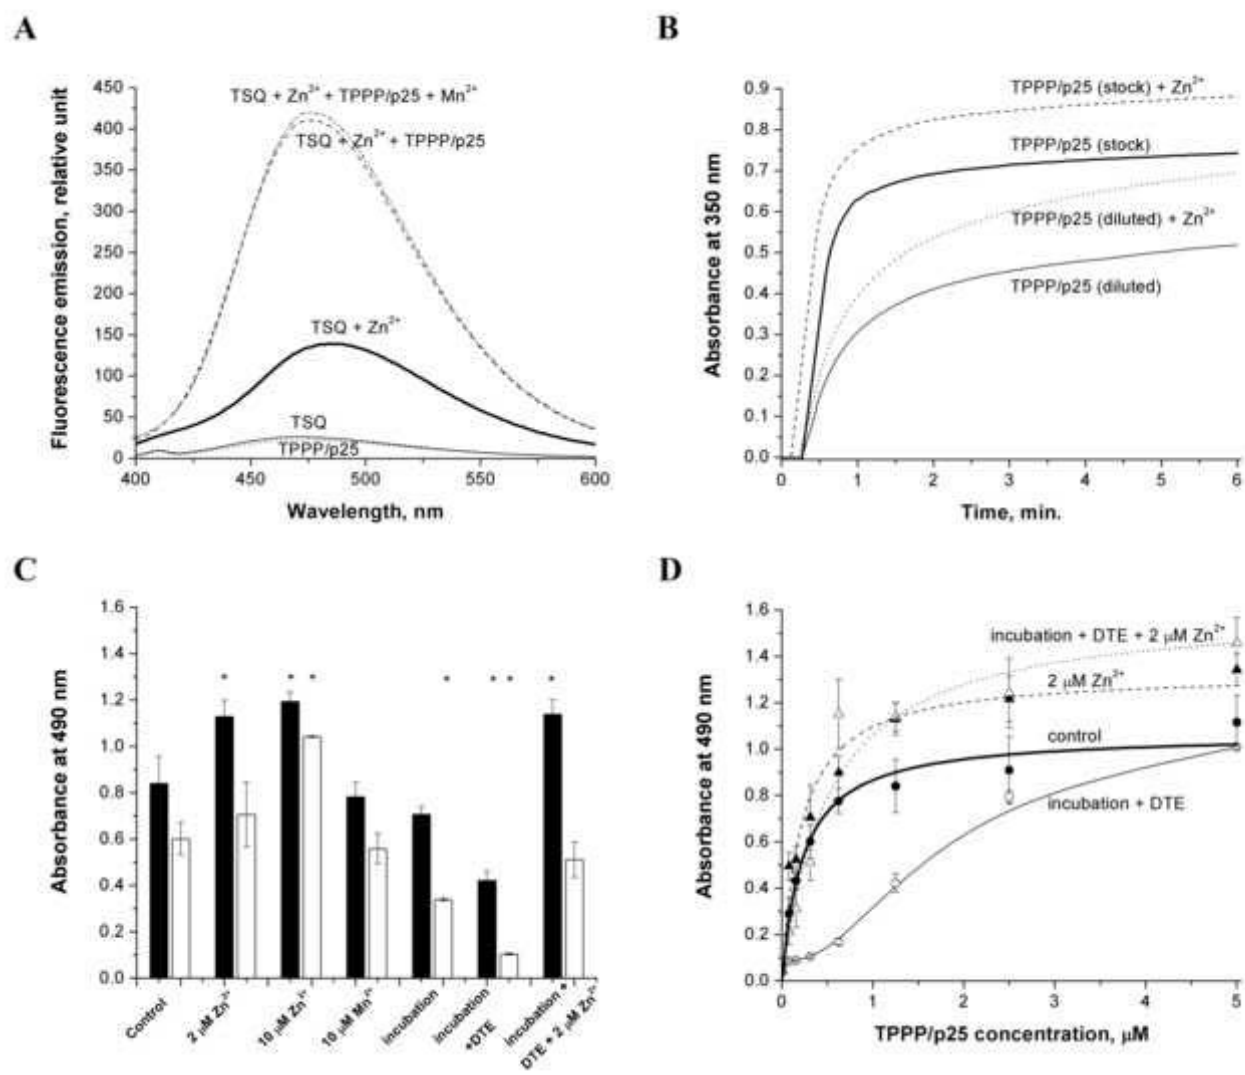 A
Fluorescence emission, relative unit
450
400
350
300
250
200
150
100
50
0
TSQ + Zn²⁺ + TPPP/p25 + Mn²⁺
TSQ + Zn²⁺ + TPPP/p25
TSQ + Zn²⁺
TSQ
TPPP/p25
400 450 500 550 600
Wavelength, nm
B
Absorbance at 350 nm
0.9
0.8
0.7
0.6
0.5
0.4
0.3
0.2
0.1
0.0
TPPP/p25 (stock) + Zn²⁺
TPPP/p25 (stock)
TPPP/p25 (diluted) + Zn²⁺
TPPP/p25 (diluted)
0 1 2 3 4 5 6
Time, min.
C
Absorbance at 490 nm
1.6
1.4
1.2
1.0
0.8
0.6
0.4
0.2
0.0
* * * * * * *
Control
2 µM Zn²⁺
10 µM Zn²⁺
10 µM Mn²⁺
incubation
incubation
+DTE
incubation
DTE + 2 µM Zn²⁺
D
Absorbance at 490 nm
1.6
1.4
1.2
1.0
0.8
0.6
0.4
0.2
0.0
incubation + DTE + 2 µM Zn²⁺
2 µM Zn²⁺
control
incubation + DTE
0 1 2 3 4 5
TPPP/p25 concentration, µM